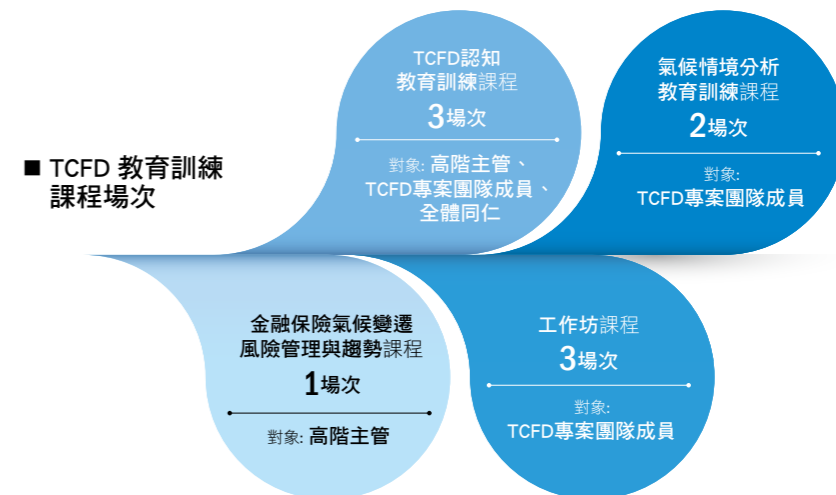 ■ TCFD 教育訓練
課程場次
TCFD認知
教育訓練課程
3場次
對象: 高階主管、
TCFD專案團隊成員、
全體同仁
氣候情境分析
教育訓練課程
2場次
對象:
TCFD專案團隊成員
金融保險氣候變遷
風險管理與趨勢課程
1場次
對象: 高階主管
工作坊課程
3場次
對象:
TCFD專案團隊成員